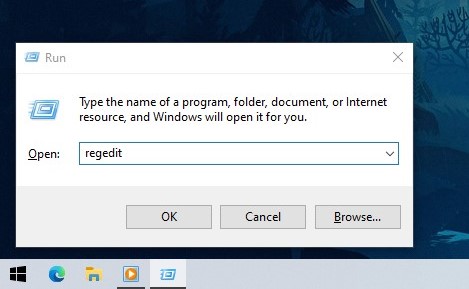 Run
Type the name of a program, folder, document, or Internet
resource, and Windows will open it for you.
Open: regedit
OK Cancel Browse...